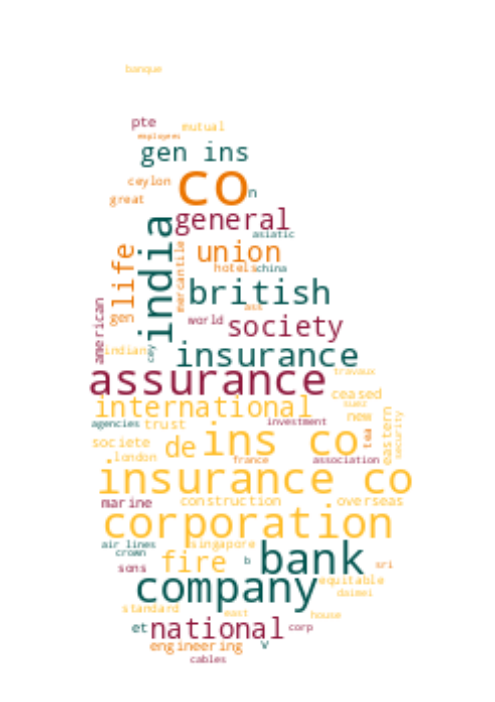 banque
pte
mutual
employees
gen ins
ceylon
co
n
great
india
general
asiatic
life
mercantile
union
hotels
china
british
ass
gen
american
world
society
indian
cey
insurance
assurance
travaux
ceased
international
suez
new
agencies
trust
investment
tea
eastern
security
societe
de
ins co
london
france
association
insurance co
marine
construction
overseas
corporation
air lines
singapore
crown
fire
b
bank
sri
sons
company
equitable
daimei
standard
east
house
et
national
corp
engineering
v
cables